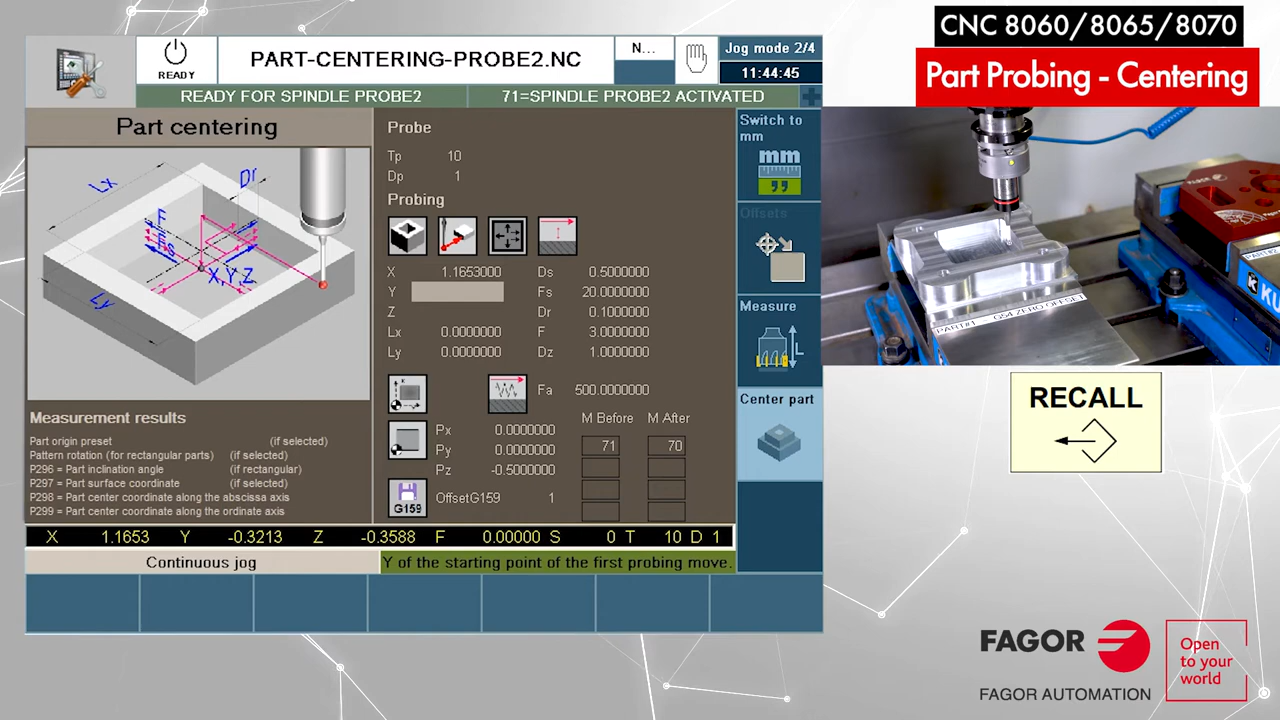 CNC 8060/8065/8070
Part Probing - Centering
READY
PART-CENTERING-PROBE2.NC
N...
Jog mode 2/4
11:44:45
READY FOR SPINDLE PROBE2
71=SPINDLE PROBE2 ACTIVATED
Part centering
Lx
Dr
F
Fs
X,Y,Z
Ly
Measurement results
Part origin preset (if selected)
Pattern rotation (for rectangular parts) (if selected)
P296 = Part inclination angle (if rectangular)
P297 = Part surface coordinate (if selected)
P298 = Part center coordinate along the abscissa axis
P299 = Part center coordinate along the ordinate axis
Probe
Tp 10
Dp 1
Probing
X 1.1653000 Ds 0.5000000
Y Fs 20.0000000
Z Dr 0.1000000
Lx 0.0000000 F 3.0000000
Ly 0.0000000 Dz 1.0000000
Fa 500.0000000
M Before M After
Px 0.0000000
71 70
Py 0.0000000
Pz -0.5000000
G159
OffsetG159 1
X 1.1653 Y -0.3213 Z -0.3588 F 0.00000 S 0 T 10 D 1
Continuous jog
Y of the starting point of the first probing move.
Switch to
mm
mm
Offsets
Measure
L
Center part
PART#1 - G54 ZERO OFFSET
RECALL
FAGOR
FAGOR AUTOMATION
Open
to your
world